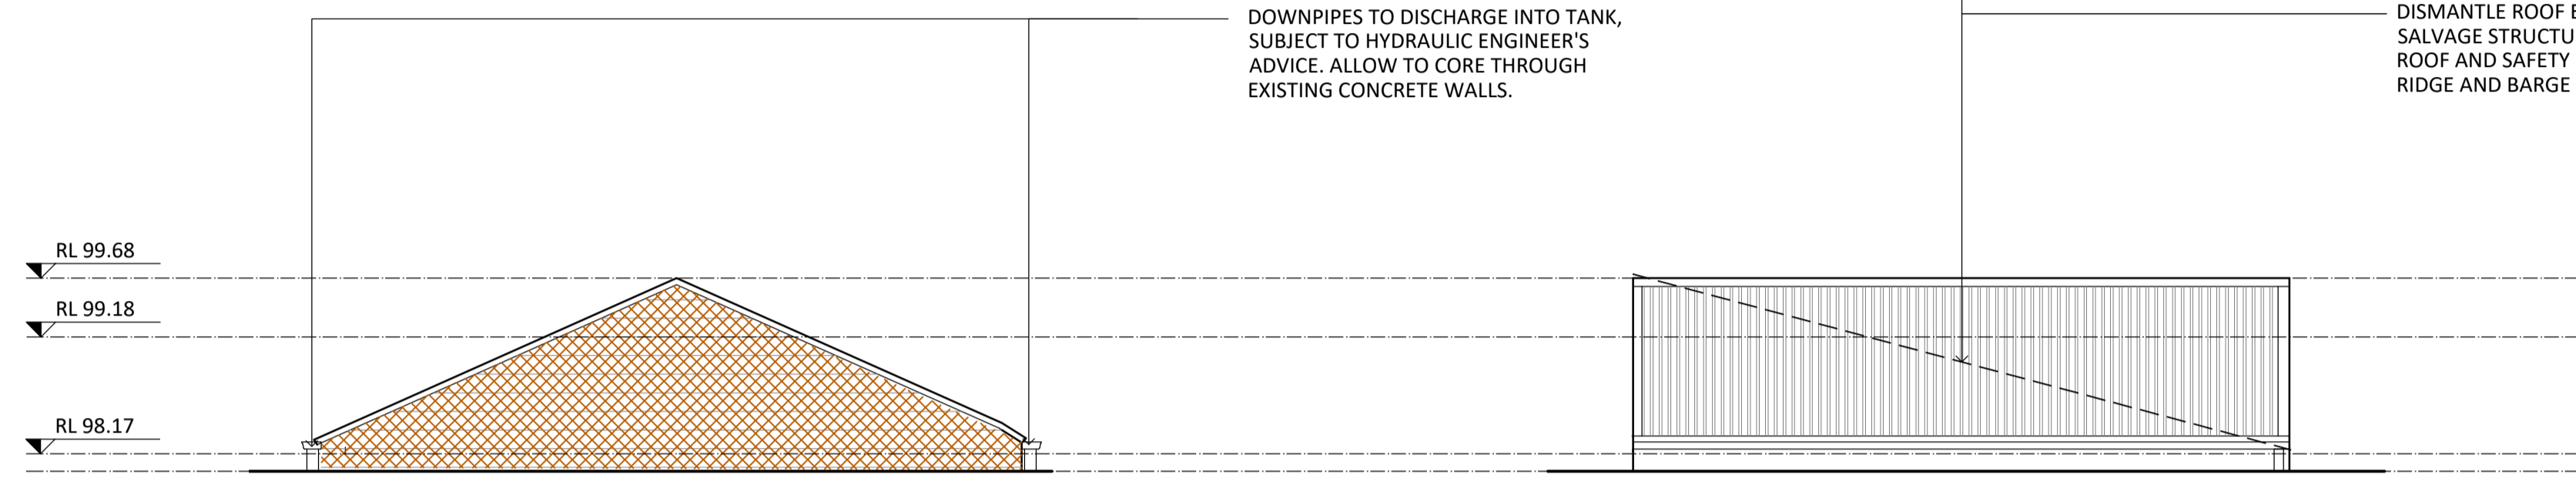 DOWNPIPES TO DISCHARGE INTO TANK,
SUBJECT TO HYDRAULIC ENGINEER'S
ADVICE. ALLOW TO CORE THROUGH
EXISTING CONCRETE WALLS.
DISMANTLE ROOF
SALVAGE STRUCTU
ROOF AND SAFETY
RIDGE AND BARGE
RL 99.68
RL 99.18
RL 98.17